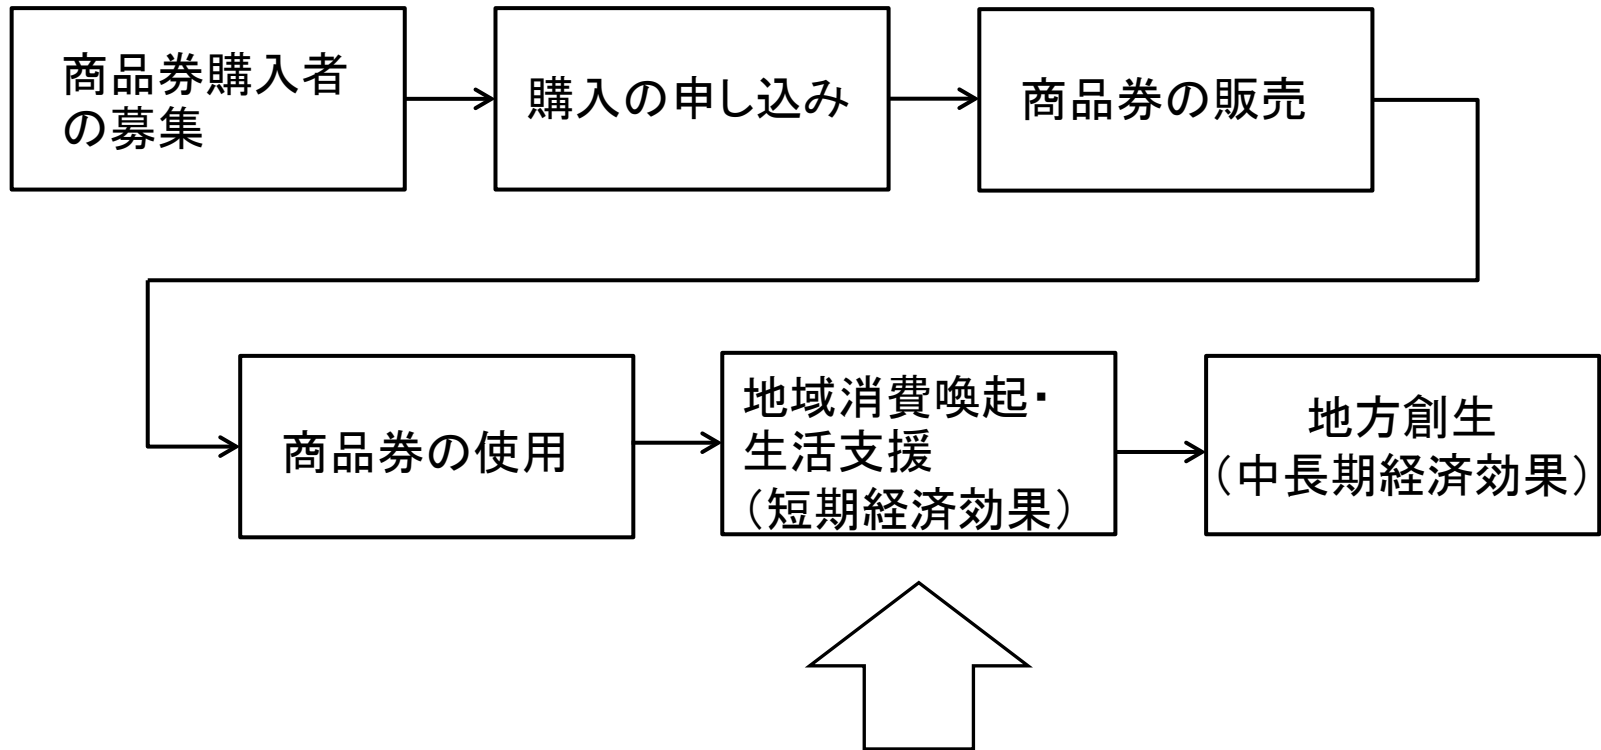 商品券購入者
の募集
購入の申し込み
商品券の販売
商品券の使用
地域消費喚起・
生活支援
（短期経済効果）
地方創生
（中長期経済効果）